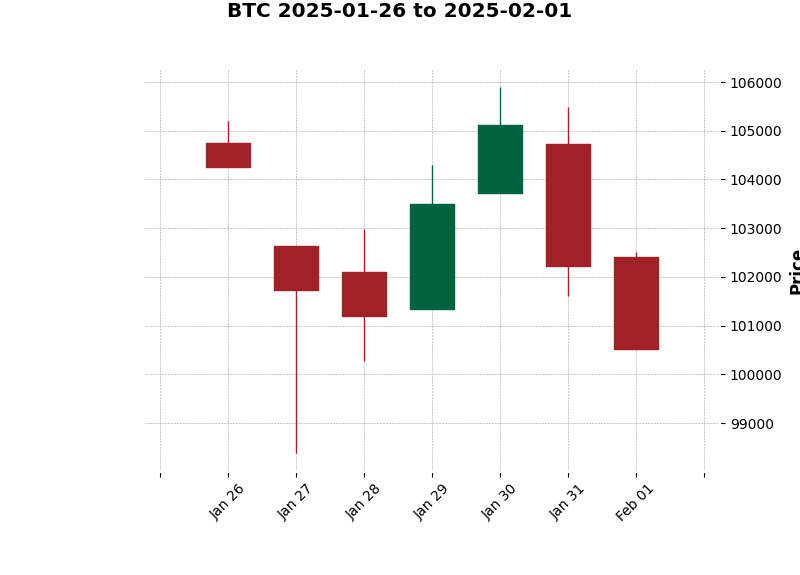 BTC 2025-01-26 to 2025-02-01
106000
105000
104000
103000
102000
101000
100000
99000
Price
Jan 26
Jan 27
Jan 28
Jan 29
Jan 30
Jan 31
Feb 01